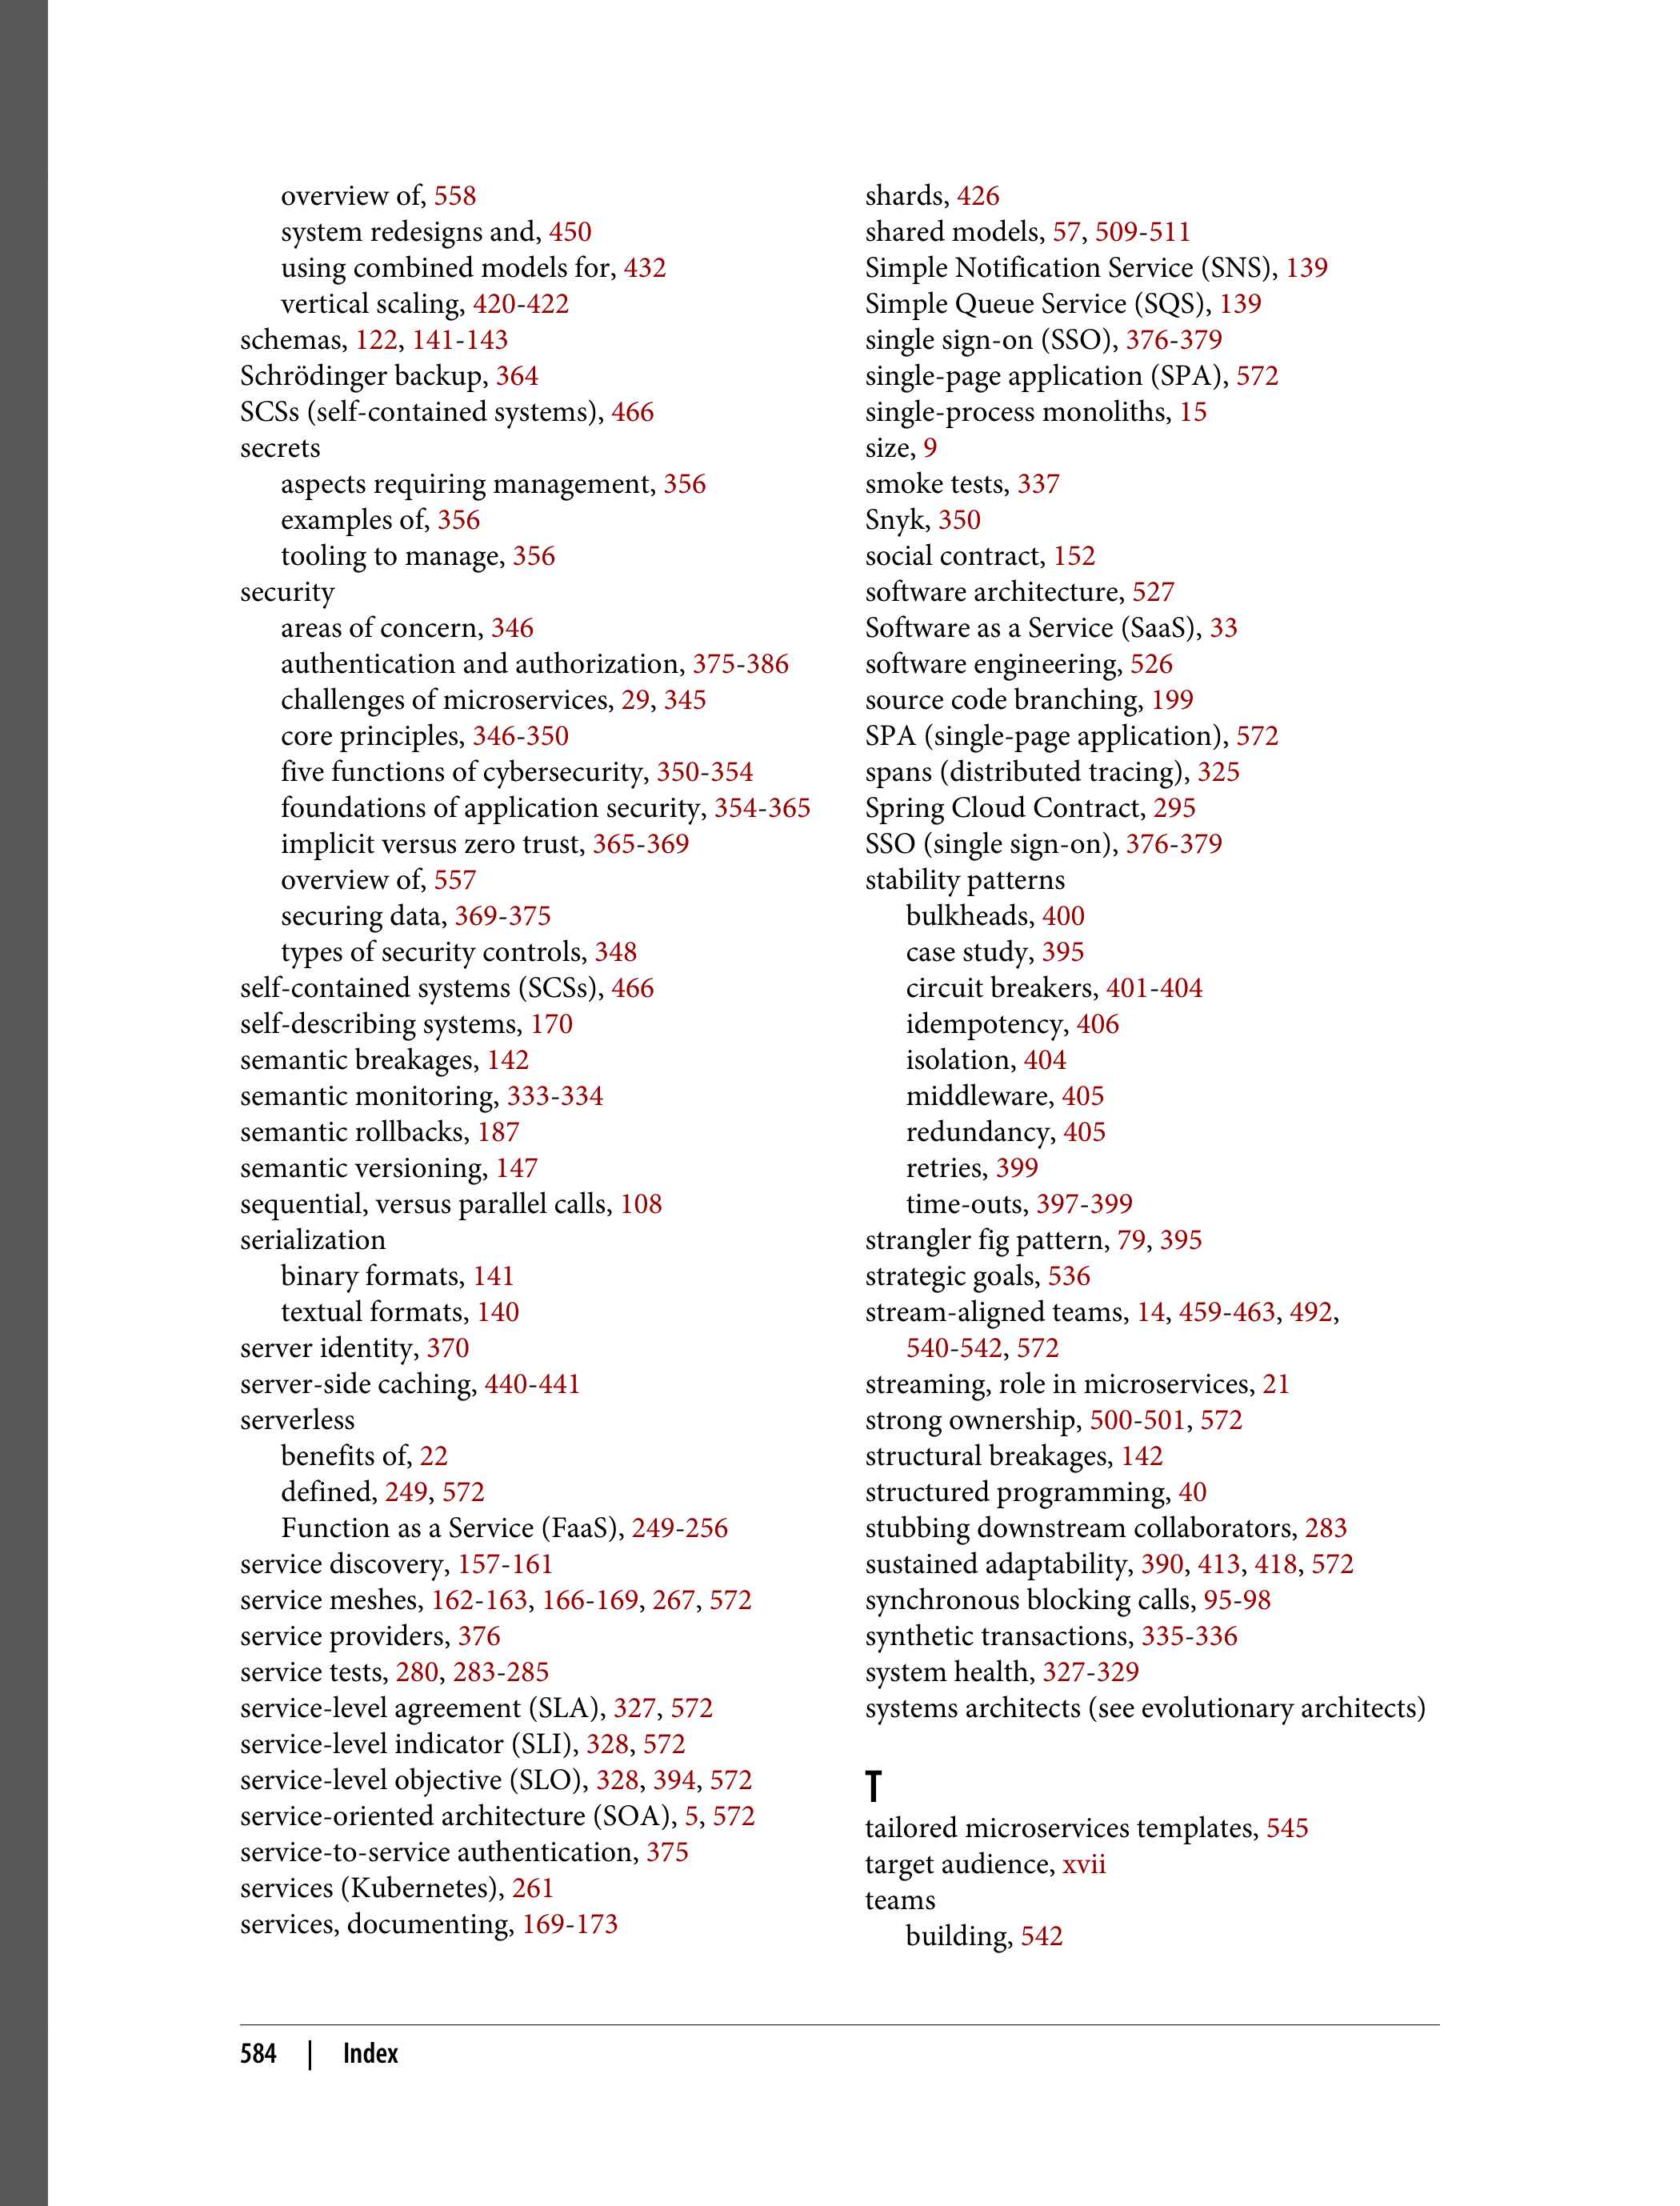 overview of, 558
system redesigns and, 450
using combined models for, 432
vertical scaling, 420-422
schemas, 122, 141-143
Schrödinger backup, 364
SCSs (self-contained systems), 466
secrets
aspects requiring management, 356
examples of, 356
tooling to manage, 356
security
areas of concern, 346
authentication and authorization, 375-386
challenges of microservices, 29, 345
core principles, 346-350
five functions of cybersecurity, 350-354
foundations of application security, 354-365
implicit versus zero trust, 365-369
overview of, 557
securing data, 369-375
types of security controls, 348
self-contained systems (SCSs), 466
self-describing systems, 170
semantic breakages, 142
semantic monitoring, 333-334
semantic rollbacks, 187
semantic versioning, 147
sequential, versus parallel calls, 108
serialization
binary formats, 141
textual formats, 140
server identity, 370
server-side caching, 440-441
serverless
benefits of, 22
defined, 249, 572
Function as a Service (FaaS), 249-256
service discovery, 157-161
service meshes, 162-163, 166-169, 267, 572
service providers, 376
service tests, 280, 283-285
service-level agreement (SLA), 327, 572
service-level indicator (SLI), 328, 572
service-level objective (SLO), 328, 394, 572
service-oriented architecture (SOA), 5, 572
service-to-service authentication, 375
services (Kubernetes), 261
services, documenting, 169-173
shards, 426
shared models, 57, 509-511
Simple Notification Service (SNS), 139
Simple Queue Service (SQS), 139
single sign-on (SSO), 376-379
single-page application (SPA), 572
single-process monoliths, 15
size, 9
smoke tests, 337
Snyk, 350
social contract, 152
software architecture, 527
Software as a Service (SaaS), 33
software engineering, 526
source code branching, 199
SPA (single-page application), 572
spans (distributed tracing), 325
Spring Cloud Contract, 295
SSO (single sign-on), 376-379
stability patterns
bulkheads, 400
case study, 395
circuit breakers, 401-404
idempotency, 406
isolation, 404
middleware, 405
redundancy, 405
retries, 399
time-outs, 397-399
strangler fig pattern, 79, 395
strategic goals, 536
stream-aligned teams, 14, 459-463, 492,
540-542, 572
streaming, role in microservices, 21
strong ownership, 500-501, 572
structural breakages, 142
structured programming, 40
stubbing downstream collaborators, 283
sustained adaptability, 390, 413, 418, 572
synchronous blocking calls, 95-98
synthetic transactions, 335-336
system health, 327-329
systems architects (see evolutionary architects)
T
tailored microservices templates, 545
target audience, xvii
teams
building, 542
584 | Index